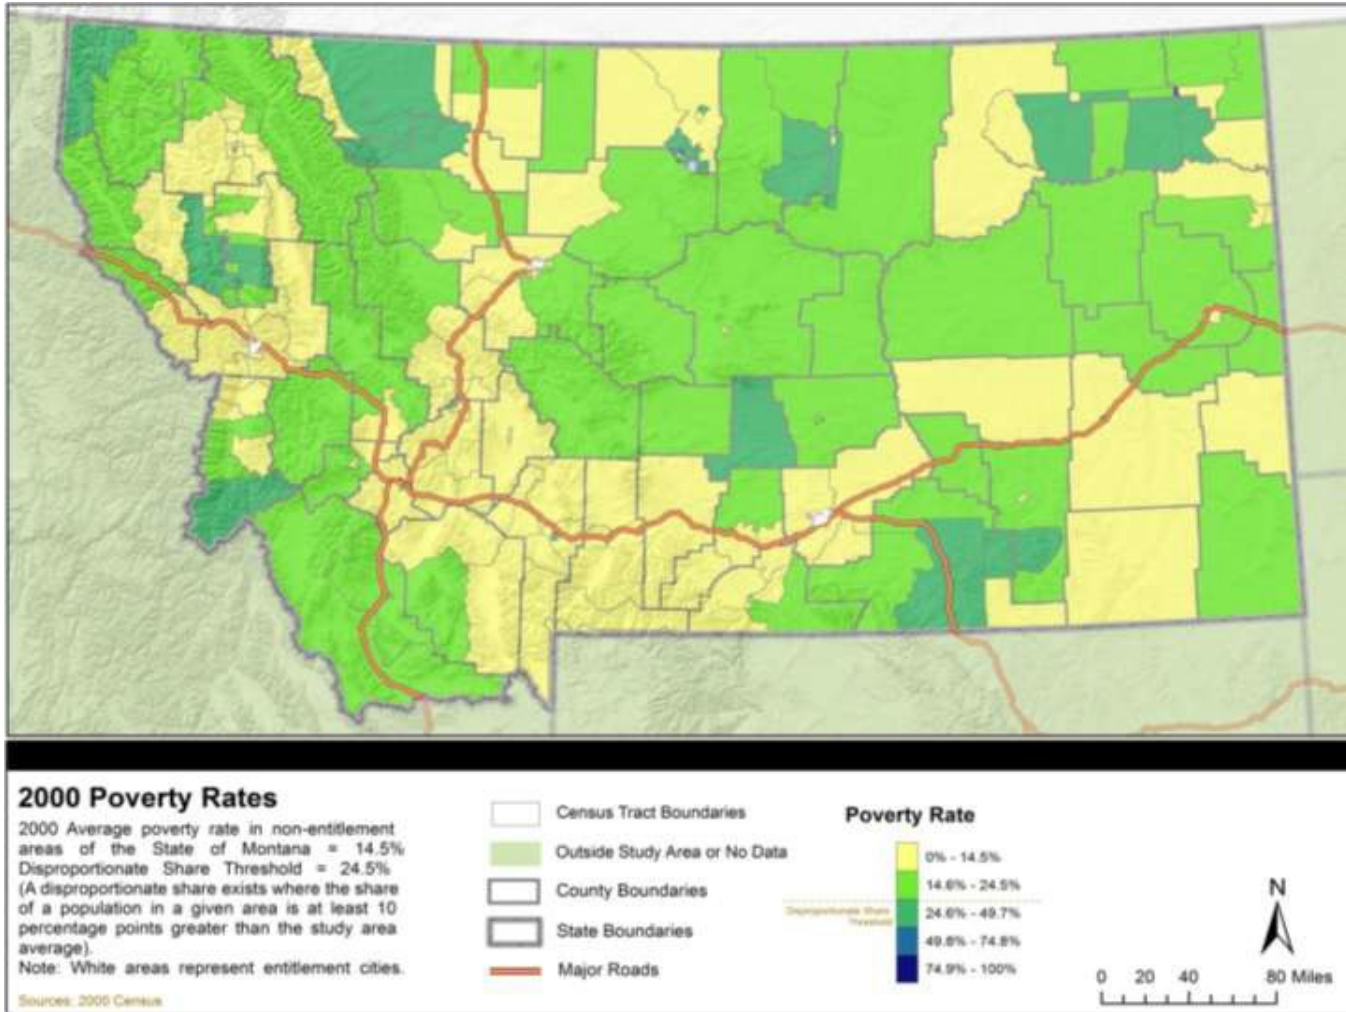 2000 Poverty Rates
2000 Average poverty rate in non-entitlement
areas of the State of Montana = 14.5%
Disproportionate Share Threshold = 24.5%
(A disproportionate share exists where the share
of a population in a given area is at least 10
percentage points greater than the study area
average).
Note: White areas represent entitlement cities.
Sources: 2000 Census
Census Tract Boundaries
Outside Study Area or No Data
County Boundaries
State Boundaries
Major Roads
Poverty Rate
0% - 14.5%
14.6% - 24.5%
Disproportionate Share
Threshold
24.6% - 49.7%
49.8% - 74.8%
74.9% - 100%
N
0 20 40 80 Miles